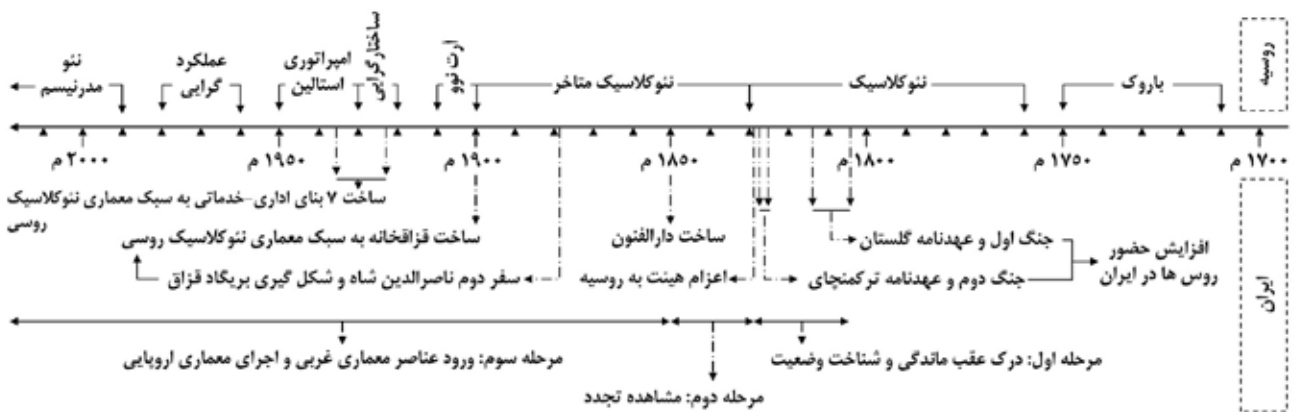 روسیه
باروک
نئوکلاسیک
نئوکلاسیک متاخر
ارت نوو
ساختارگرایی
امپراتوری
استالین
عملکرد
گرایی
نئو
مدرنیسم
۱۷۰۰ م
۱۷۵۰ م
۱۸۰۰ م
۱۸۵۰ م
۱۹۰۰ م
۱۹۵۰ م
۲۰۰۰ م
ایران
افزایش حضور
روس ها در ایران
جنگ اول و عهدنامه گلستان
جنگ دوم و عهدنامه ترکمنچای
ساخت دارالفنون
اعزام هیئت به روسیه
ساخت ۷ بنای اداری-خدماتی به سبک معماری نئوکلاسیک
روسی
ساخت قزاقخانه به سبک معماری نئوکلاسیک روسی
سفر دوم ناصرالدین شاه و شکل گیری بریگاد قزاق
مرحله اول: درک عقب ماندگی و شناخت وضعیت
مرحله دوم: مشاهده تجدد
مرحله سوم: ورود عناصر معماری غربی و اجرای معماری اروپایی